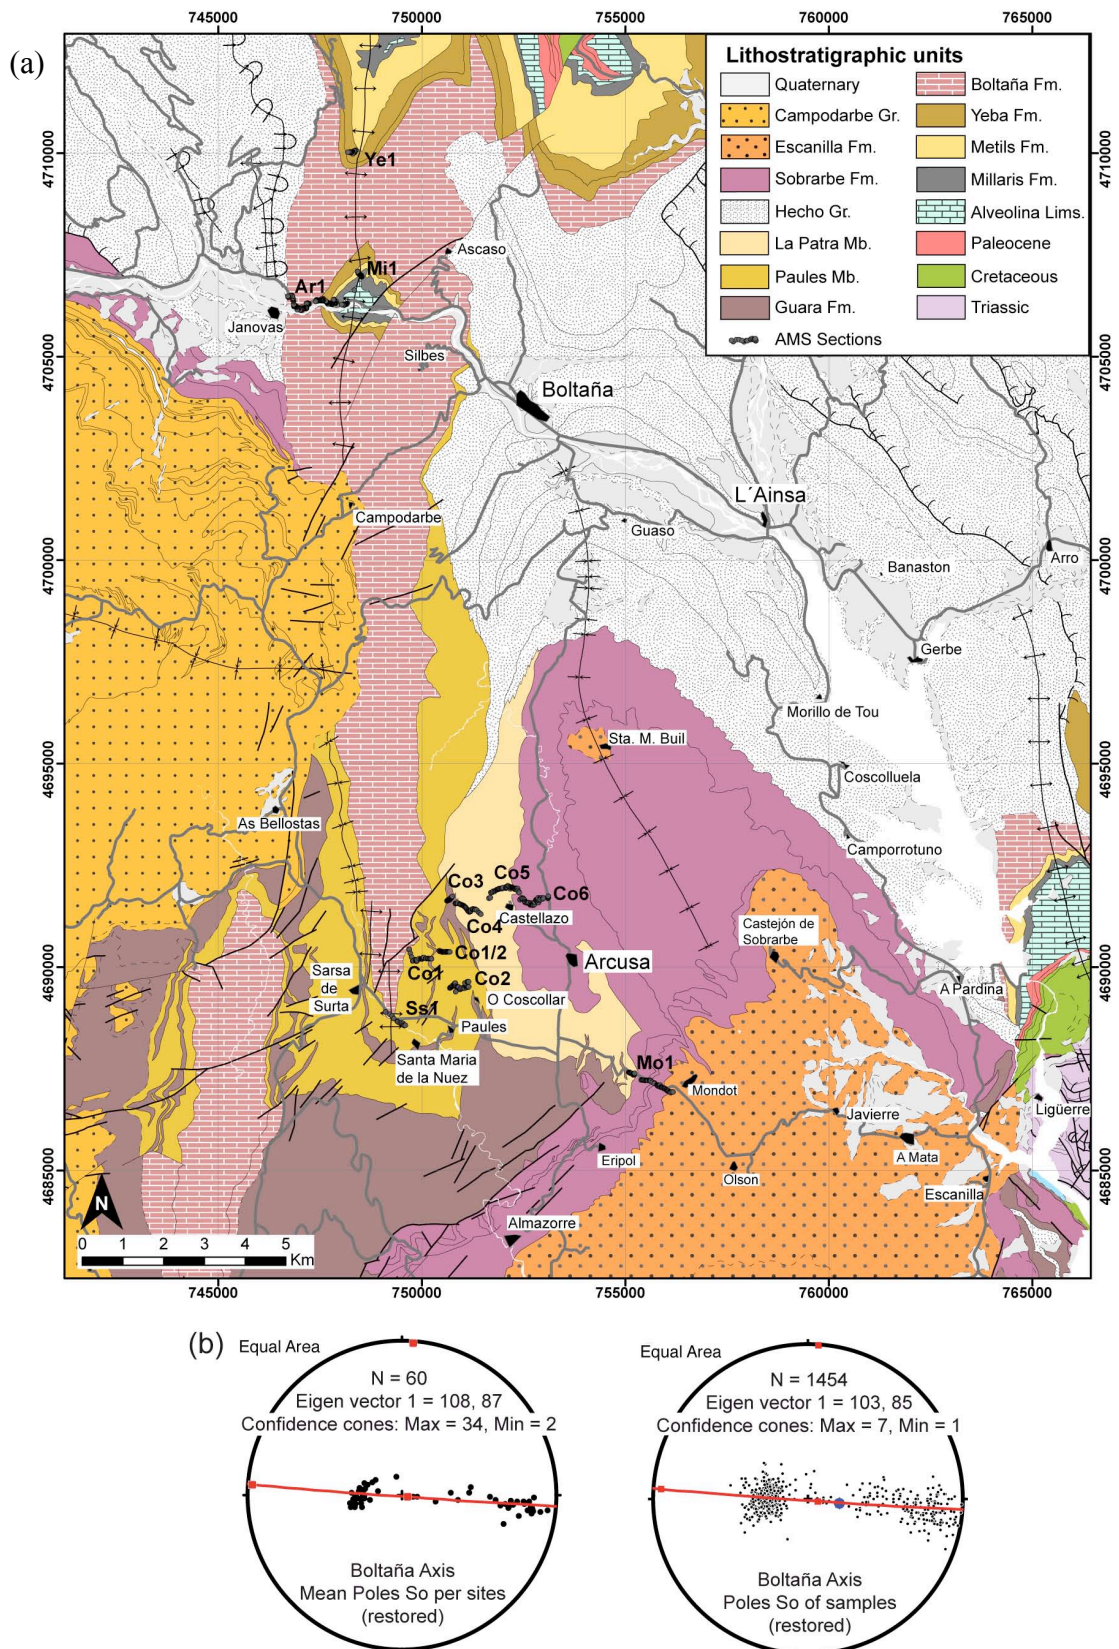 745000 750000 755000 760000 765000
(a)
Lithostratigraphic units
Quaternary
Campodarbe Gr.
Escanilla Fm.
Sobrarbe Fm.
Hecho Gr.
La Patra Mb.
Paules Mb.
Guara Fm.
AMS Sections
Boltaña Fm.
Yeba Fm.
Metils Fm.
Millaris Fm.
Alveolina Lims.
Paleocene
Cretaceous
Triassic
4710000
4710000
Ye1
Ascaso
Mi1
Ar1
Janovas
4705000
4705000
Silbes
Boltaña
L´Ainsa
Campodarbe
Guaso
4700000
4700000
Banaston
Arro
Gerbe
Morillo de Tou
Sta. M. Buil
4695000
4695000
Coscolluela
As Bellostas
Camporrotuno
Co3
Co5
Co6
Castellazo
Co4
Castejón de
Sobrarbe
Co1/2
Arcusa
4690000
4690000
Co1
Co2
A Pardina
Sarsa
de
Surta
O Coscollar
Ss1
Paules
Santa Maria
de la Nuez
Mo1
Mondot
Ligüerre
Javierre
A Mata
Eripol
4685000
4685000
Olson
Escanilla
N
Almazorre
0 1 2 3 4 5
Km
745000 750000 755000 760000 765000
(b)
Equal Area
N = 60
Eigen vector 1 = 108, 87
Confidence cones: Max = 34, Min = 2
Boltaña Axis
Mean Poles So per sites
(restored)
Equal Area
N = 1454
Eigen vector 1 = 103, 85
Confidence cones: Max = 7, Min = 1
Boltaña Axis
Poles So of samples
(restored)